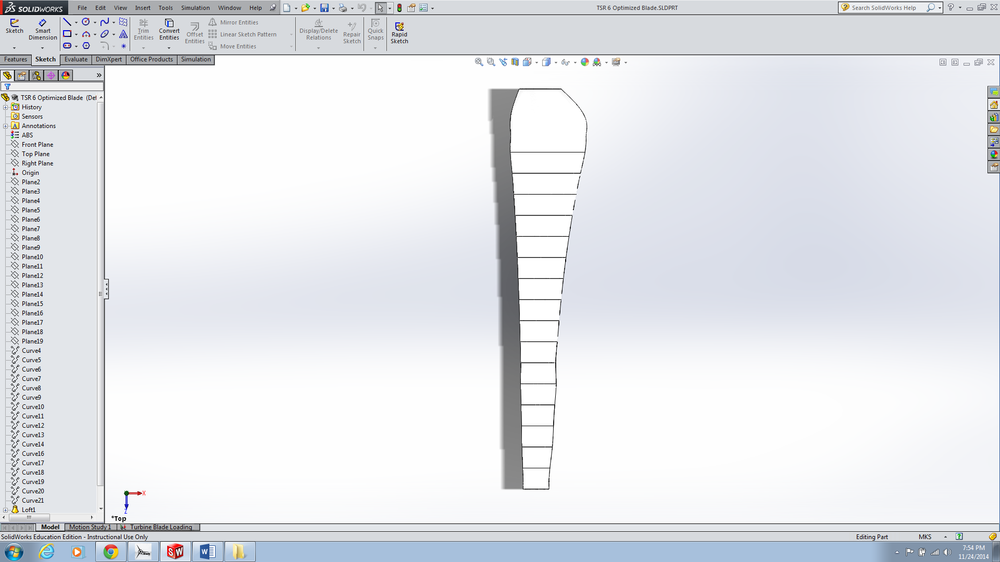 SOLIDWORKS File Edit View Insert Tools Simulation Window Help TSR 6 Optimized Blade.SLDPRT Search SolidWorks Help
Sketch Smart Dimension Trim Entities Convert Entities Offset Entities Mirror Entities Linear Sketch Pattern Move Entities Display/Delete Relations Repair Sketch Quick Snaps Rapid Sketch
Features Sketch Evaluate DimXpert Office Products Simulation
TSR 6 Optimized Blade (Def
History
Sensors
Annotations
ABS
Front Plane
Top Plane
Right Plane
Origin
Plane2
Plane3
Plane4
Plane5
Plane6
Plane7
Plane8
Plane9
Plane10
Plane11
Plane12
Plane13
Plane14
Plane15
Plane16
Plane17
Plane18
Plane19
Curve4
Curve5
Curve6
Curve7
Curve8
Curve9
Curve10
Curve11
Curve12
Curve13
Curve14
Curve16
Curve17
Curve18
Curve19
Curve20
Curve21
Loft1
X
Z
*Top
Model Motion Study 1 Turbine Blade Loading
SolidWorks Education Edition - Instructional Use Only Editing Part MKS
7:54 PM
11/24/2014